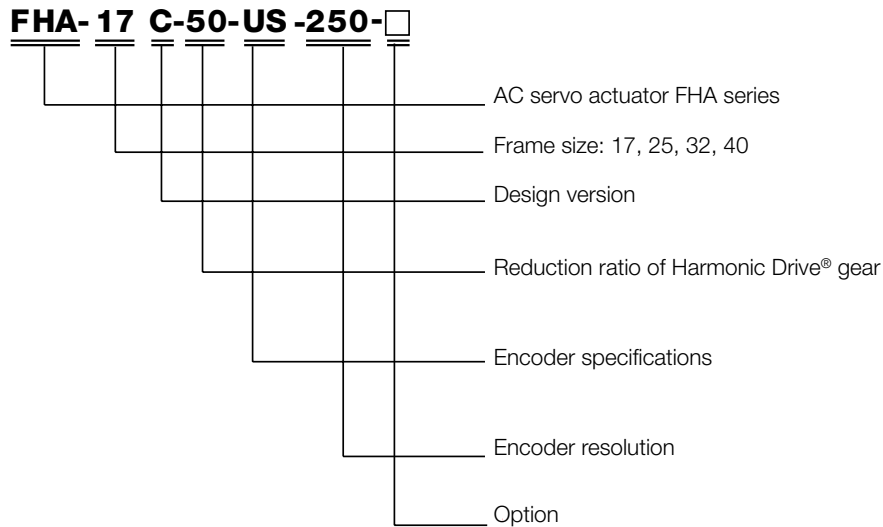 FHA- 17 C-50-US -250-□
AC servo actuator FHA series
Frame size: 17, 25, 32, 40
Design version
Reduction ratio of Harmonic Drive® gear
Encoder specifications
Encoder resolution
Option